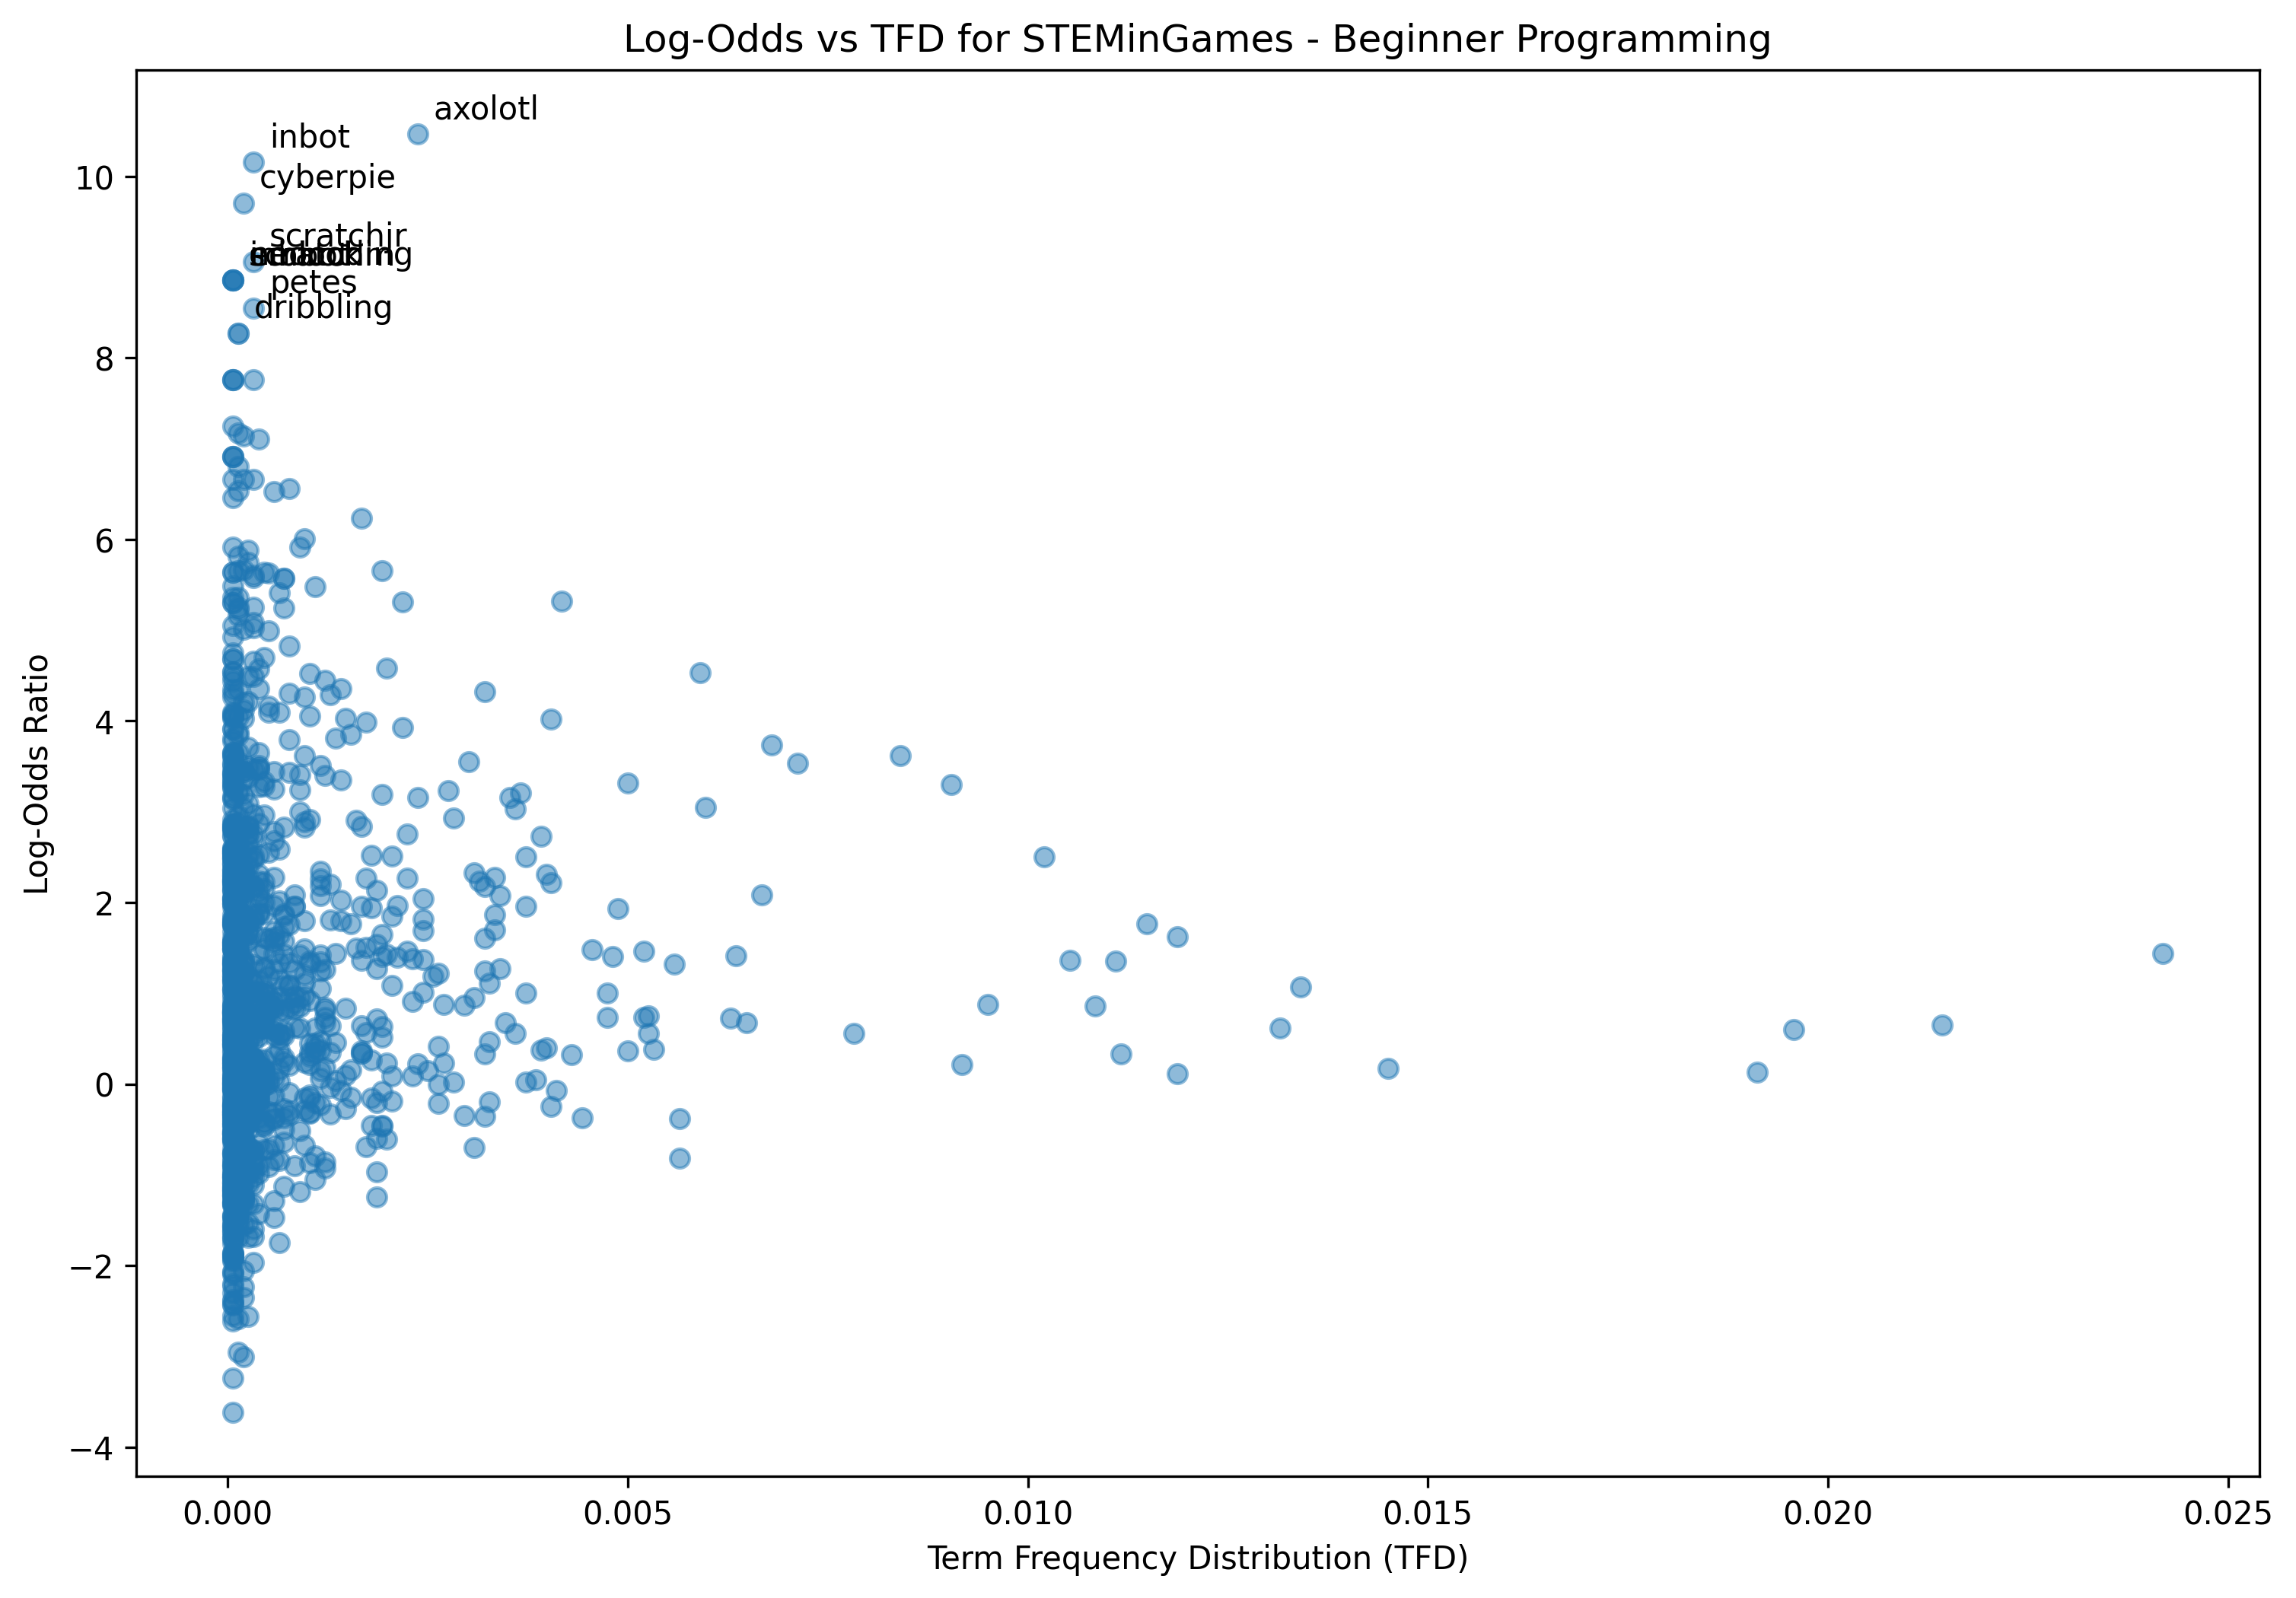 Log-Odds vs TFD for STEMinGames - Beginner Programming
axolotl
inbot
cyberpie
scratchjr
petes
dribbling
10
8
6
4
2
0
−2
−4
Log-Odds Ratio
0.000 0.005 0.010 0.015 0.020 0.025
Term Frequency Distribution (TFD)